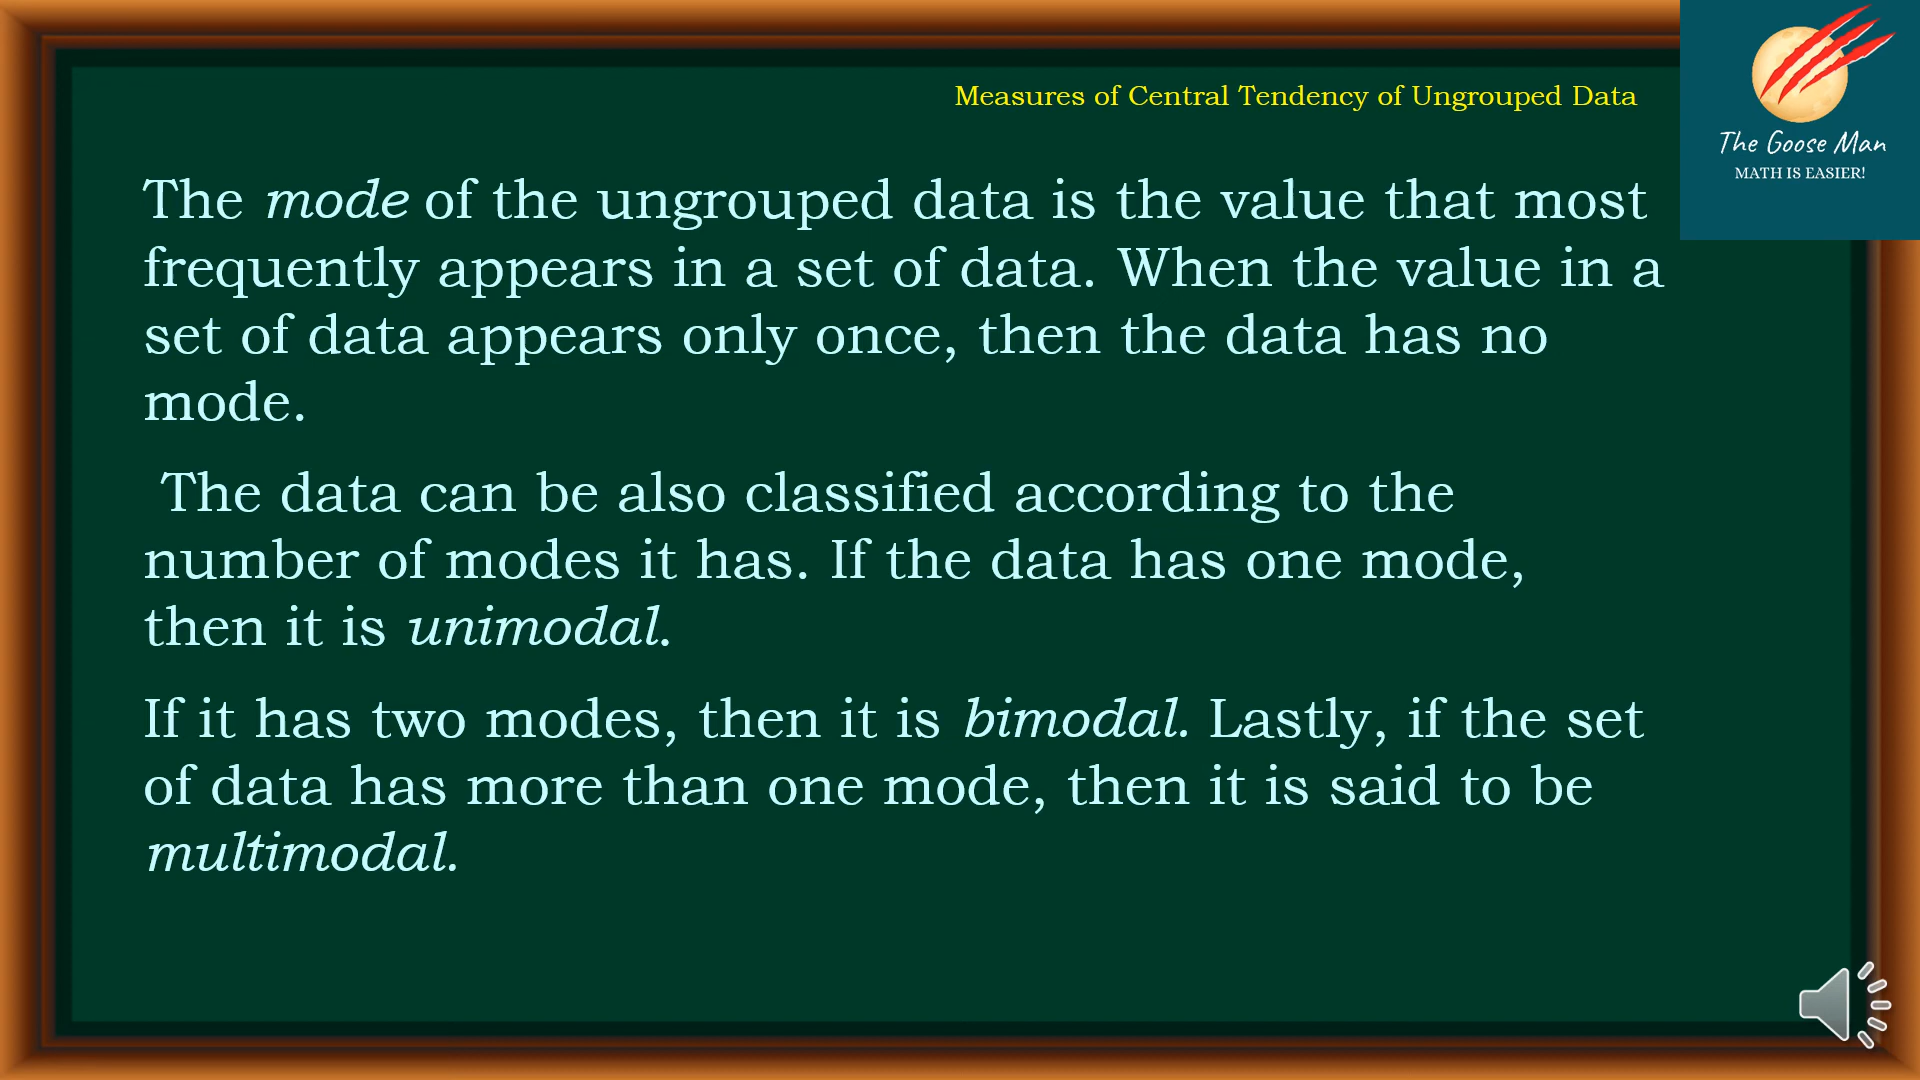 Measures of Central Tendency of Ungrouped Data
The Goose Man
MATH IS EASIER!
The mode of the ungrouped data is the value that most
frequently appears in a set of data. When the value in a
set of data appears only once, then the data has no
mode.
The data can be also classified according to the
number of modes it has. If the data has one mode,
then it is unimodal.
If it has two modes, then it is bimodal. Lastly, if the set
of data has more than one mode, then it is said to be
multimodal.